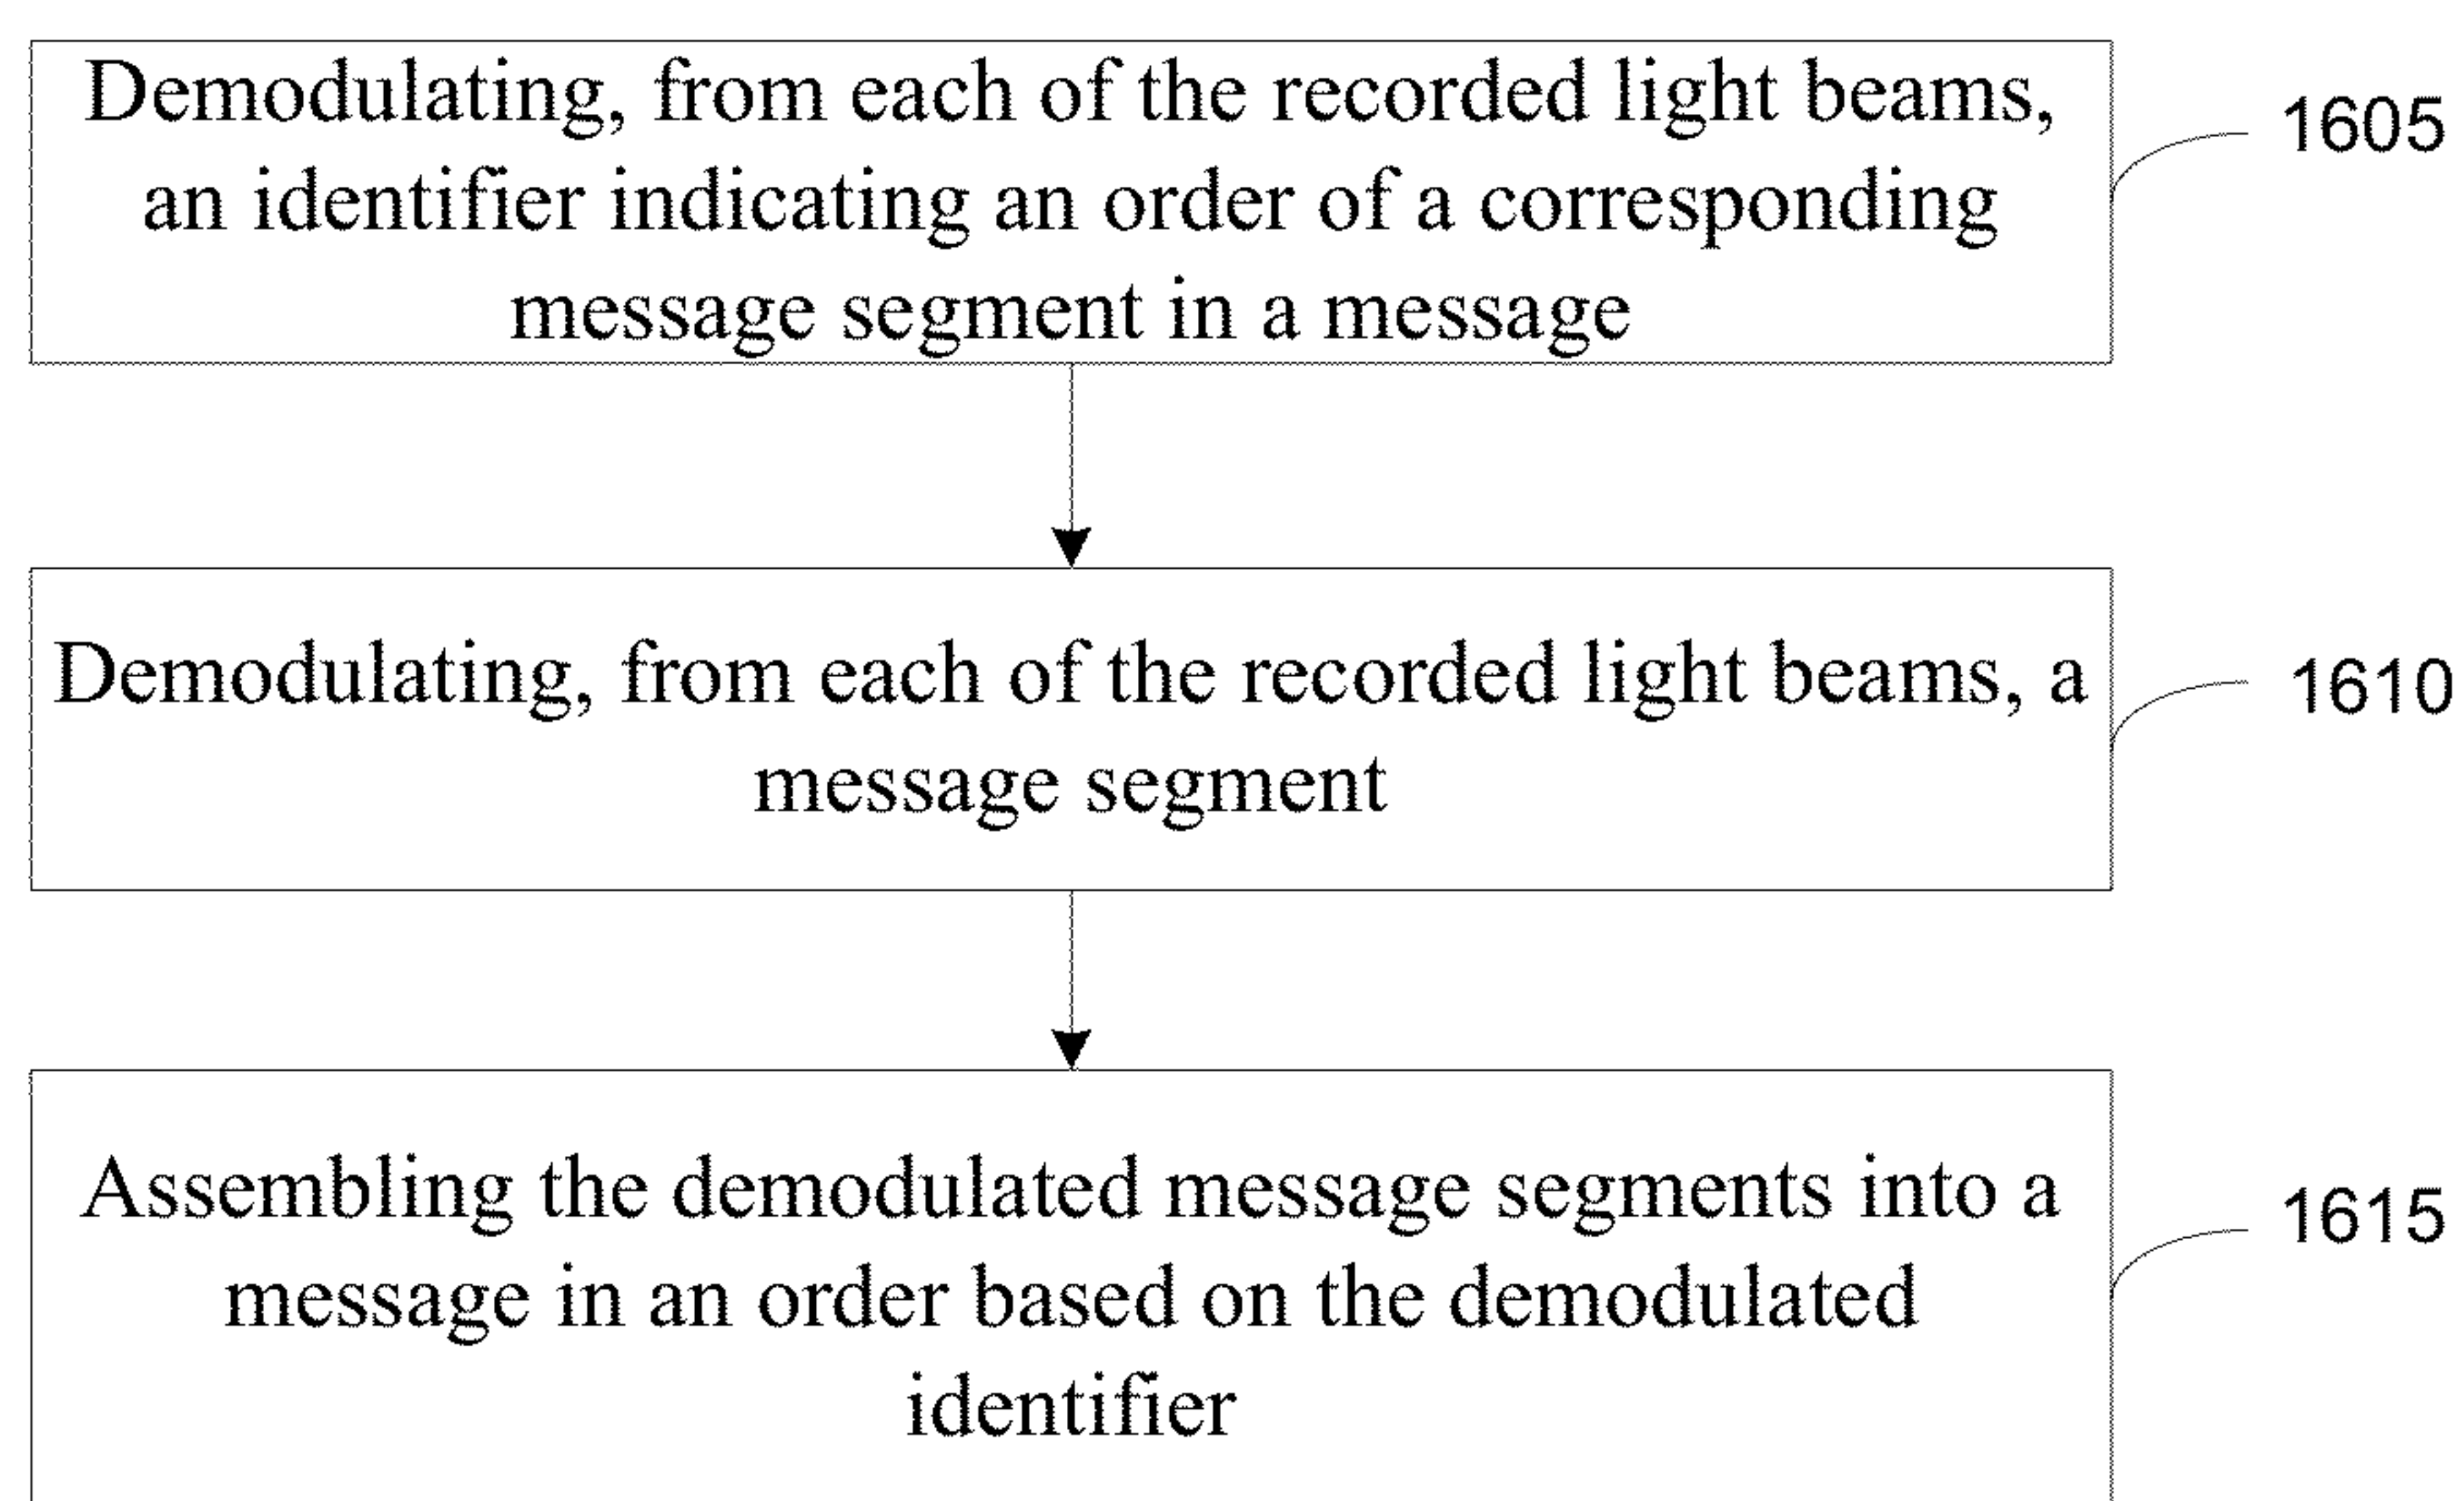 Demodulating, from each of the recorded light beams,
an identifier indicating an order of a corresponding
message segment in a message
1605
Demodulating, from each of the recorded light beams, a
message segment
1610
Assembling the demodulated message segments into a
message in an order based on the demodulated
identifier
1615